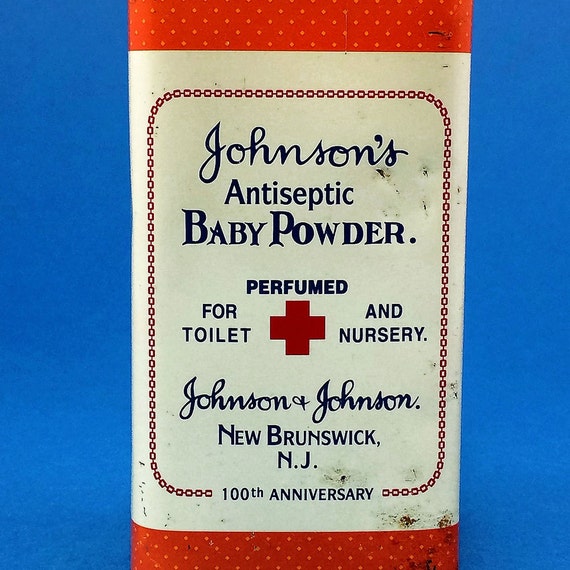 Johnson's
Antiseptic
BABY POWDER.
PERFUMED
FOR AND
TOILET NURSERY.
Johnson & Johnson.
NEW BRUNSWICK,
N.J.
100th ANNIVERSARY